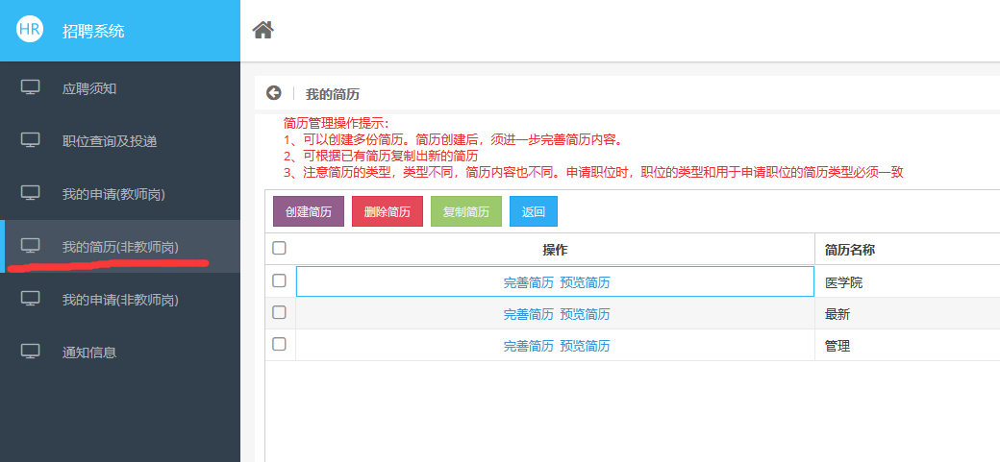 HR 招聘系统
应聘须知
职位查询及投递
我的申请(教师岗)
我的简历(非教师岗)
我的申请(非教师岗)
通知信息
我的简历
简历管理操作提示:
1、可以创建多份简历。简历创建后，须进一步完善简历内容。
2、可根据已有简历复制出新的简历
3、注意简历的类型，类型不同，简历内容也不同。申请职位时，职位的类型和用于申请职位的简历类型必须一致
创建简历 删除简历 复制简历 返回
操作 简历名称
完善简历 预览简历 医学院
完善简历 预览简历 最新
完善简历 预览简历 管理